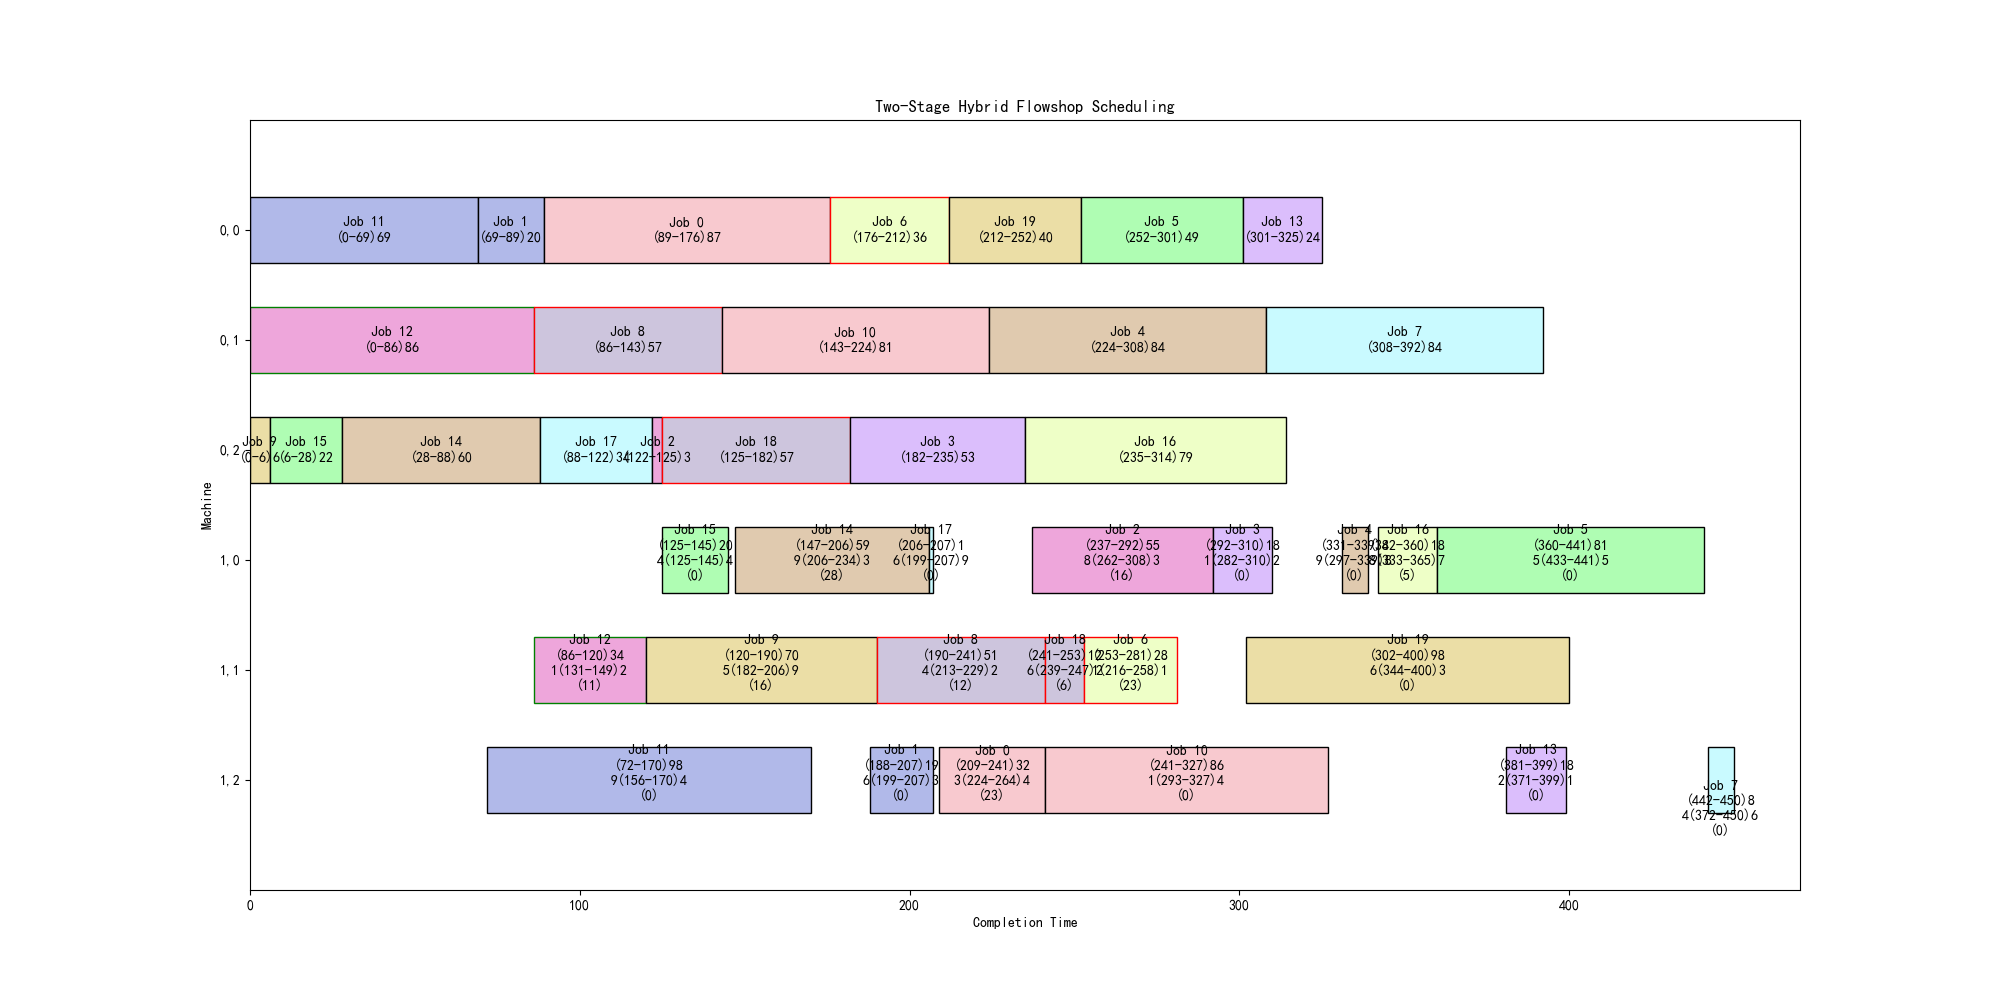 Two-Stage Hybrid Flowshop Scheduling
0,0
Job 11
(0-69)69
Job 1
(69-89)20
Job 0
(89-176)87
Job 6
(176-212)36
Job 19
(212-252)40
Job 5
(252-301)49
Job 13
(301-325)24
0,1
Job 12
(0-86)86
Job 8
(86-143)57
Job 10
(143-224)81
Job 4
(224-308)84
Job 7
(308-392)84
0,2
Job 9
(0-6)6
Job 15
(6-28)22
Job 14
(28-88)60
Job 17
(88-122)34
Job 2
(122-125)3
Job 18
(125-182)57
Job 3
(182-235)53
Job 16
(235-314)79
Machine
1,0
Job 15
(125-145)20
4(125-145)4
(0)
Job 14
(147-206)59
9(206-234)3
(28)
Job 17
(206-207)1
6(199-207)9
(0)
Job 2
(237-292)55
8(262-308)3
(16)
Job 3
(292-310)18
1(282-310)2
(0)
Job 4
(331-339)8
9(297-339)8
(0)
Job 16
(342-360)18
(333-365)7
(5)
Job 5
(360-441)81
5(433-441)5
(0)
1,1
Job 12
(86-120)34
1(131-149)2
(11)
Job 9
(120-190)70
5(182-206)9
(16)
Job 8
(190-241)51
4(213-229)2
(12)
Job 18
(241-253)12
6(239-247)2
(6)
Job 6
(253-281)28
(216-258)1
(23)
Job 19
(302-400)98
6(344-400)3
(0)
1,2
Job 11
(72-170)98
9(156-170)4
(0)
Job 1
(188-207)19
6(199-207)3
(0)
Job 0
(209-241)32
3(224-264)4
(23)
Job 10
(241-327)86
1(293-327)4
(0)
Job 13
(381-399)18
2(371-399)1
(0)
Job 7
(442-450)8
4(372-450)6
(0)
0
100
200
300
400
Completion Time